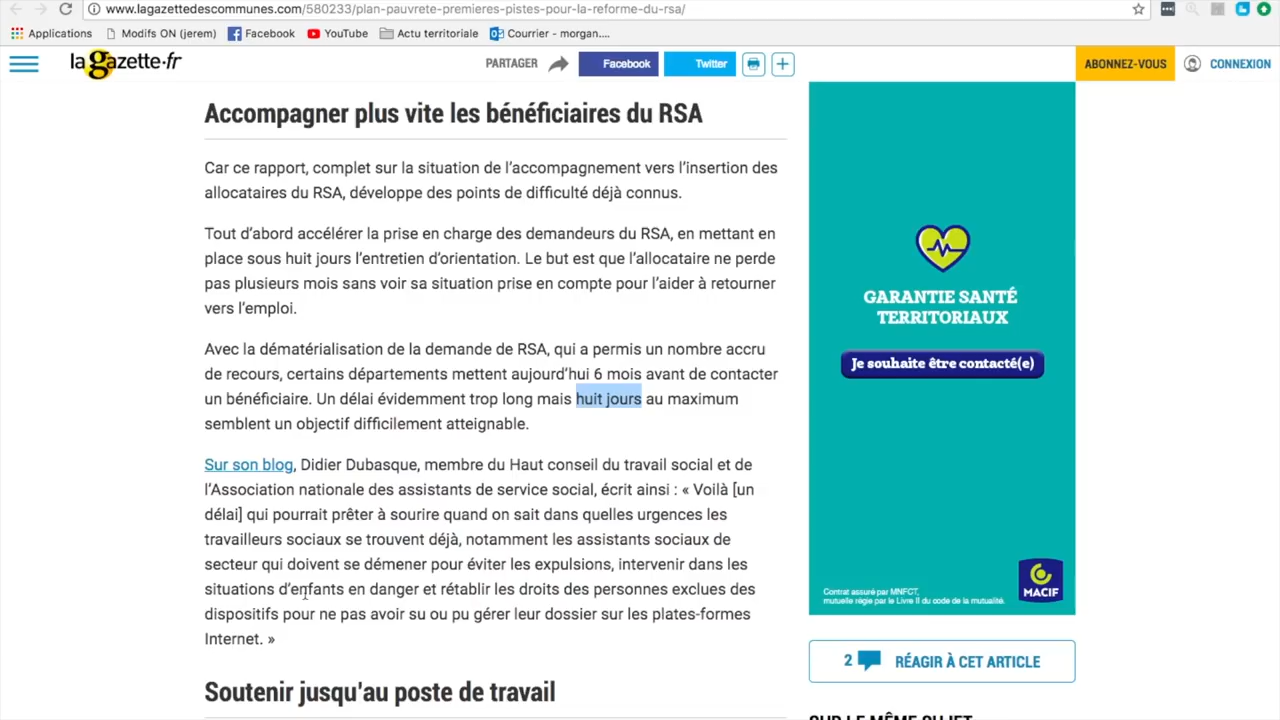 www.lagazettedescommunes.com/580233/plan-pauvrete-premieres-pistes-pour-la-reforme-du-rsa/
Applications Modifs ON (jerem) Facebook YouTube Actu territoriale Courrier - morgan....
la gazette.fr PARTAGER Facebook Twitter ABONNEZ-VOUS CONNEXION
Accompagner plus vite les bénéficiaires du RSA
Car ce rapport, complet sur la situation de l’accompagnement vers l’insertion des
allocataires du RSA, développe des points de difficulté déjà connus.
Tout d’abord accélérer la prise en charge des demandeurs du RSA, en mettant en
place sous huit jours l’entretien d’orientation. Le but est que l’allocataire ne perde
pas plusieurs mois sans voir sa situation prise en compte pour l’aider à retourner
vers l’emploi.
Avec la dématérialisation de la demande de RSA, qui a permis un nombre accru
de recours, certains départements mettent aujourd’hui 6 mois avant de contacter
un bénéficiaire. Un délai évidemment trop long mais huit jours au maximum
semblent un objectif difficilement atteignable.
Sur son blog, Didier Dubasque, membre du Haut conseil du travail social et de
l’Association nationale des assistants de service social, écrit ainsi : « Voilà [un
délai] qui pourrait prêter à sourire quand on sait dans quelles urgences les
travailleurs sociaux se trouvent déjà, notamment les assistants sociaux de
secteur qui doivent se démener pour éviter les expulsions, intervenir dans les
situations d’enfants en danger et rétablir les droits des personnes exclues des
dispositifs pour ne pas avoir su ou pu gérer leur dossier sur les plates-formes
Internet. »
Soutenir jusqu’au poste de travail
GARANTIE SANTÉ
TERRITORIAUX
Je souhaite être contacté(e)
Contrat assuré par MNFCT,
mutuelle régie par le Livre II du code de la mutualité.
MACIF
2 RÉAGIR À CET ARTICLE
SUR LE MÊME SUJET